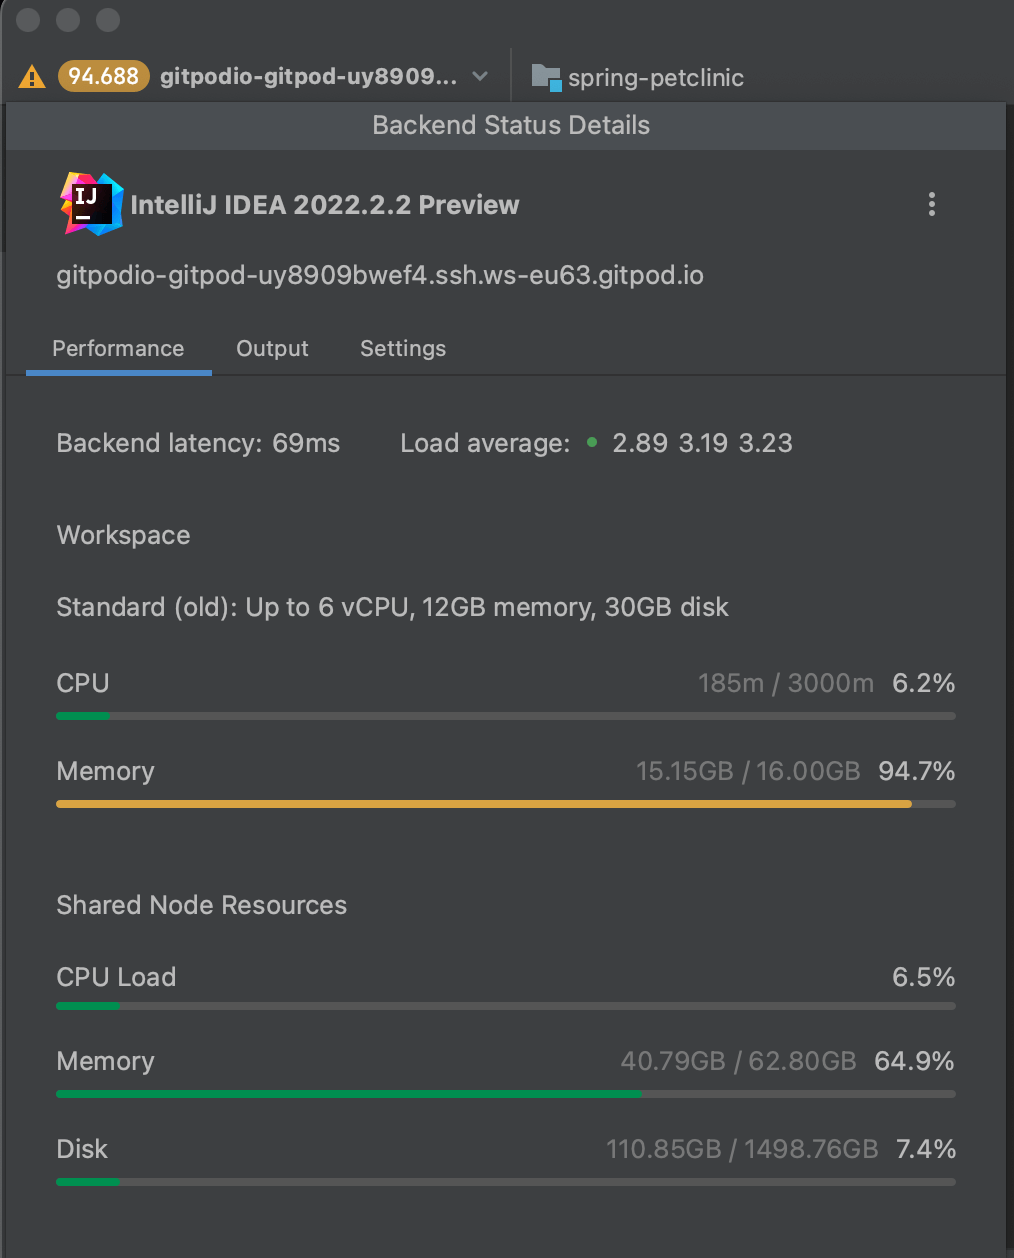 94.688 gitpodio-gitpod-uy8909... spring-petclinic
Backend Status Details
IJ
IntelliJ IDEA 2022.2.2 Preview
gitpodio-gitpod-uy8909bwef4.ssh.ws-eu63.gitpod.io
Performance Output Settings
Backend latency: 69ms Load average: 2.89 3.19 3.23
Workspace
Standard (old): Up to 6 vCPU, 12GB memory, 30GB disk
CPU 185m / 3000m 6.2%
Memory 15.15GB / 16.00GB 94.7%
Shared Node Resources
CPU Load 6.5%
Memory 40.79GB / 62.80GB 64.9%
Disk 110.85GB / 1498.76GB 7.4%